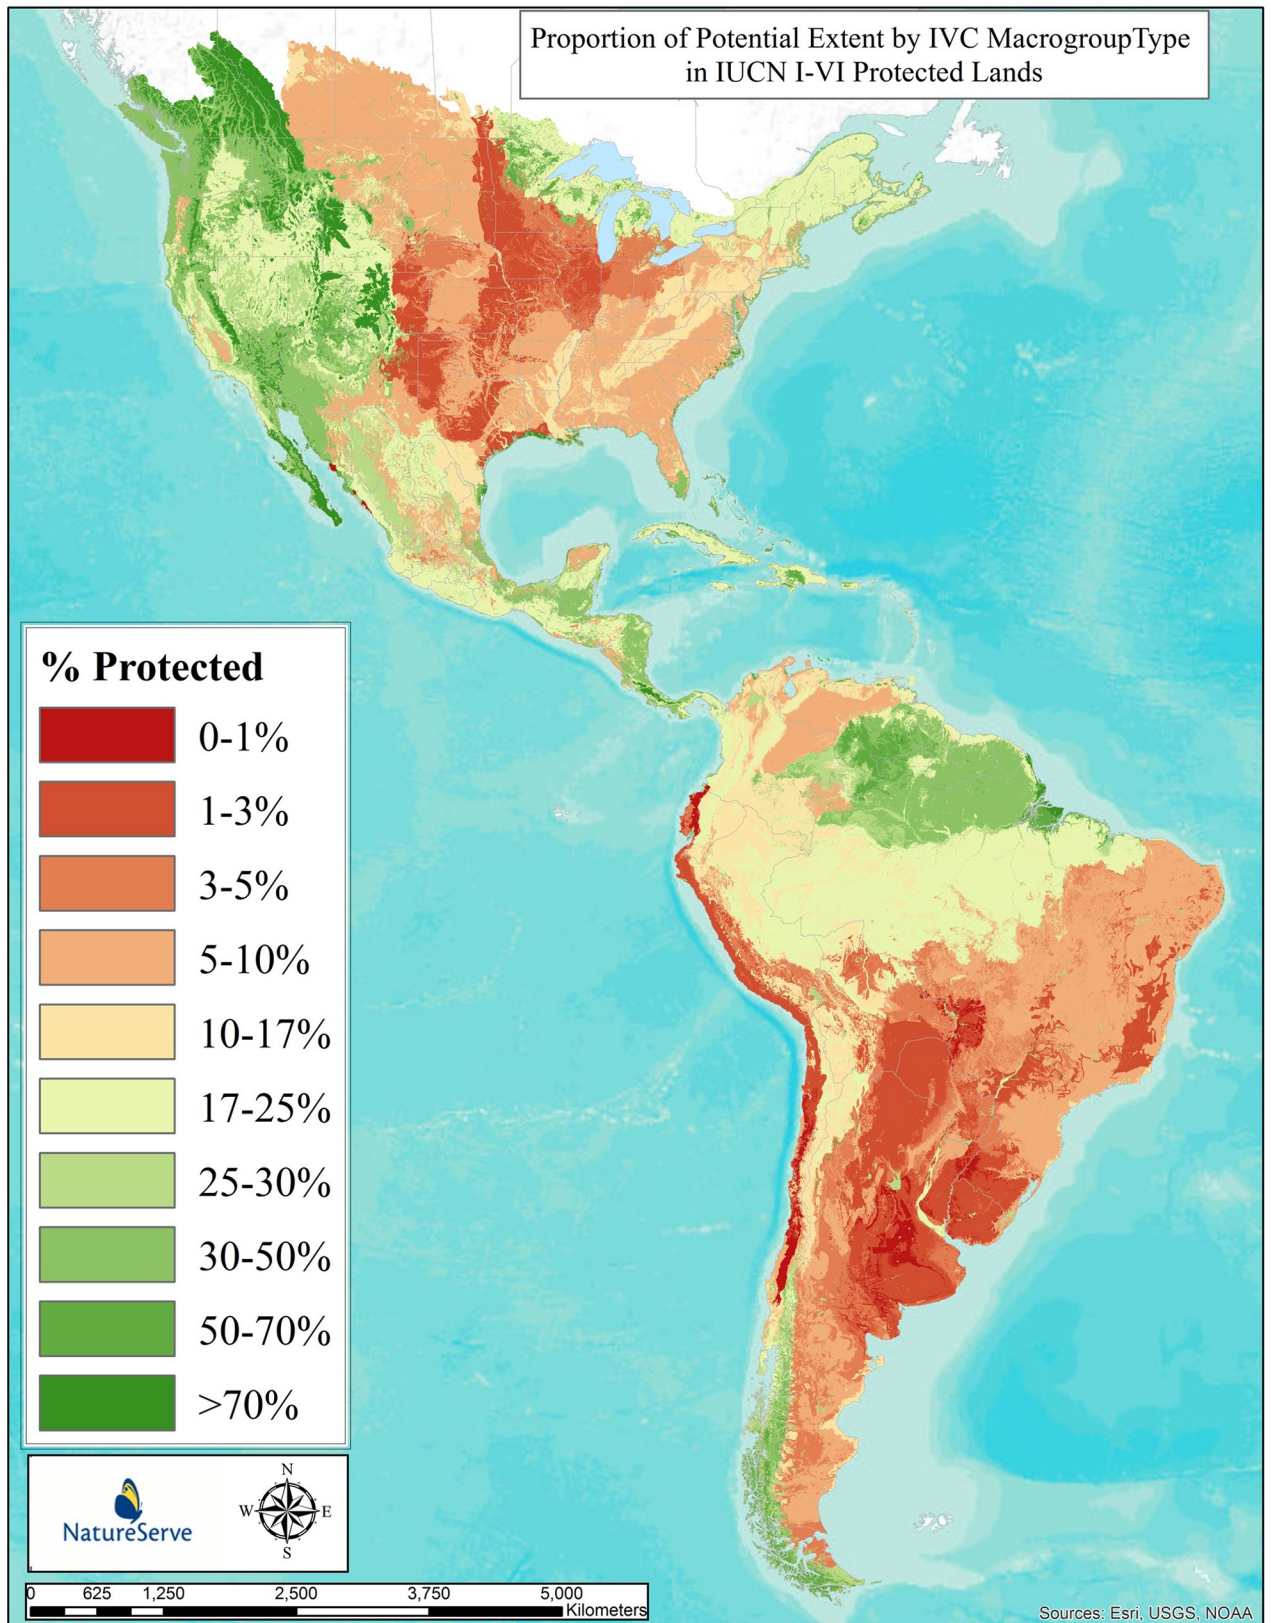 Proportion of Potential Extent by IVC MacrogroupType
in IUCN I-VI Protected Lands
% Protected
0-1%
1-3%
3-5%
5-10%
10-17%
17-25%
25-30%
30-50%
50-70%
>70%
NatureServe
N
W E
S
0 625 1,250 2,500 3,750 5,000
Kilometers
Sources: Esri, USGS, NOAA